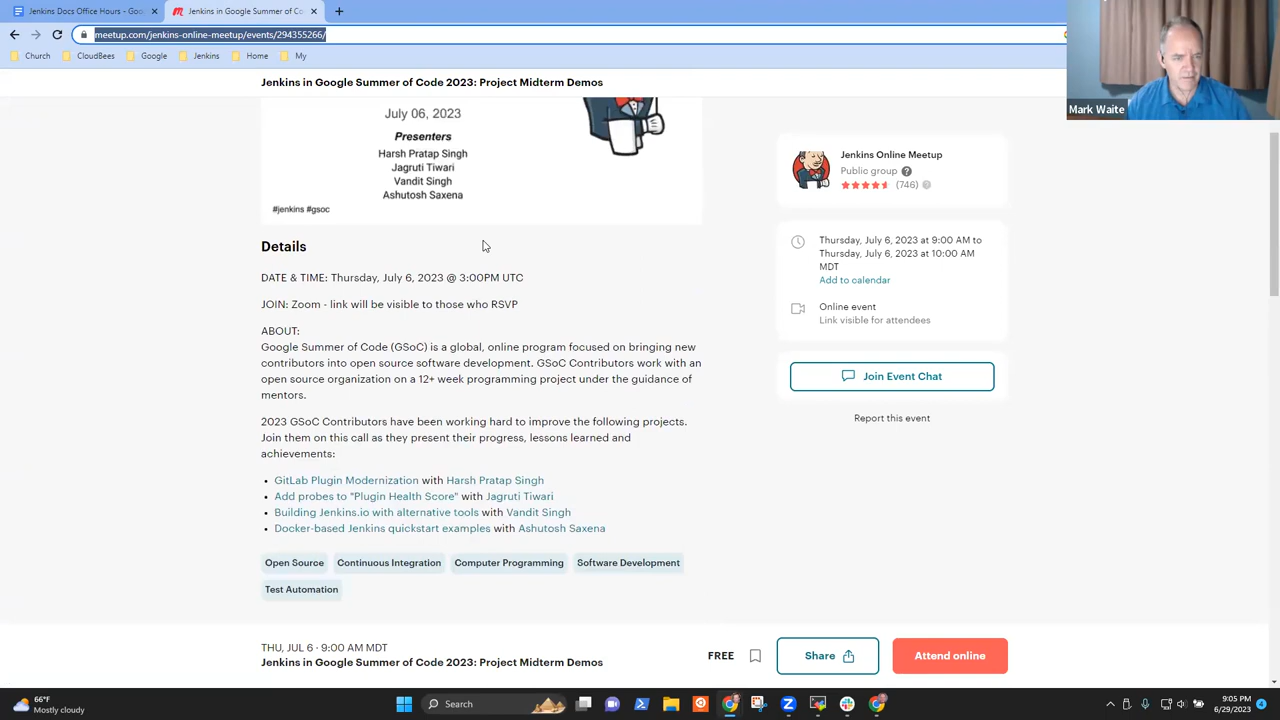 Jenkins Docs Office Hours - Goo
Jenkins in Google Summer of Co
meetup.com/jenkins-online-meetup/events/294355266/
Church
CloudBees
Google
Jenkins
Home
My
Mark Waite
Jenkins in Google Summer of Code 2023: Project Midterm Demos
July 06, 2023
Presenters
Harsh Pratap Singh
Jagruti Tiwari
Vandit Singh
Ashutosh Saxena
#jenkins #gsoc
Jenkins Online Meetup
Public group
(746)
Details
DATE & TIME: Thursday, July 6, 2023 @ 3:00PM UTC
JOIN: Zoom - link will be visible to those who RSVP
ABOUT:
Google Summer of Code (GSoC) is a global, online program focused on bringing new
contributors into open source software development. GSoC Contributors work with an
open source organization on a 12+ week programming project under the guidance of
mentors.
2023 GSoC Contributors have been working hard to improve the following projects.
Join them on this call as they present their progress, lessons learned and
achievements:
• GitLab Plugin Modernization with Harsh Pratap Singh
• Add probes to "Plugin Health Score" with Jagruti Tiwari
• Building Jenkins.io with alternative tools with Vandit Singh
• Docker-based Jenkins quickstart examples with Ashutosh Saxena
Open Source
Continuous Integration
Computer Programming
Software Development
Test Automation
Thursday, July 6, 2023 at 9:00 AM to
Thursday, July 6, 2023 at 10:00 AM
MDT
Add to calendar
Online event
Link visible for attendees
Join Event Chat
Report this event
THU, JUL 6 · 9:00 AM MDT
Jenkins in Google Summer of Code 2023: Project Midterm Demos
FREE
Share
Attend online
66°F
Mostly cloudy
Search
9:05 PM
6/29/2023